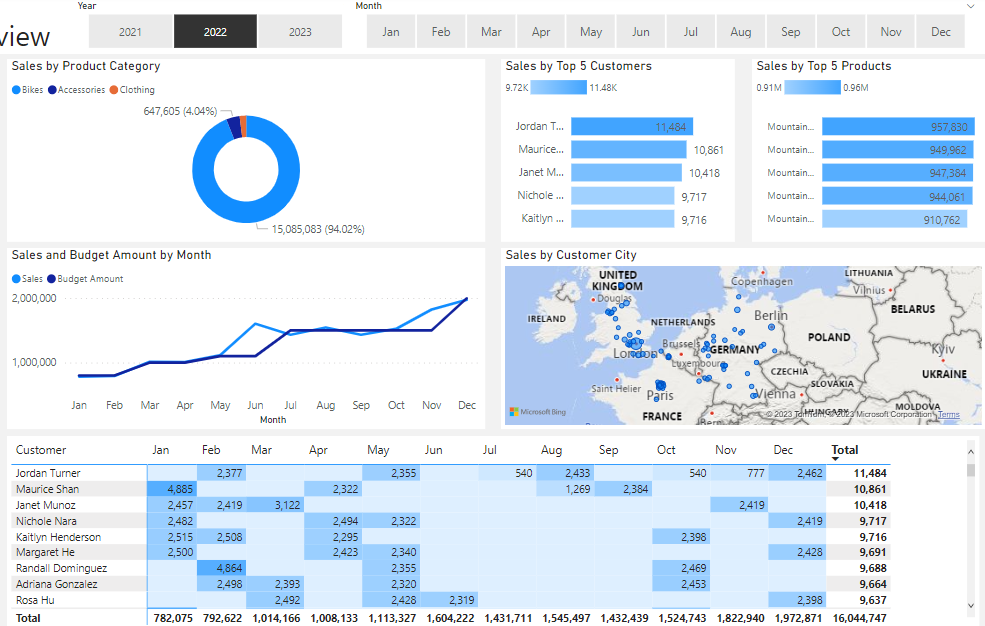 Year
Month
view
2021 2022 2023
Jan Feb Mar Apr May Jun Jul Aug Sep Oct Nov Dec
Sales by Product Category
Bikes Accessories Clothing
647,605 (4.04%)
15,085,083 (94.02%)
Sales by Top 5 Customers
9.72K 11.48K
Jordan T... 11,484
Maurice... 10,861
Janet M... 10,418
Nichole ... 9,717
Kaitlyn ... 9,716
Sales by Top 5 Products
0.91M 0.96M
Mountain... 957,830
Mountain... 949,962
Mountain... 947,384
Mountain... 944,061
Mountain... 910,762
Sales and Budget Amount by Month
Sales Budget Amount
2,000,000
1,000,000
Jan Feb Mar Apr May Jun Jul Aug Sep Oct Nov Dec
Month
Sales by Customer City
UNITED
KINGDOM
Douglas
IRELAND
London
Copenhagen
LITHUANIA
Vilnius
BELARUS
NETHERLANDS
Berlin
POLAND
Brussels
GERMANY
Luxembourg
Kyiv
UKRAINE
CZECHIA
SLOVAKIA
Saint Helier
Paris
Vienna
FRANCE
HUNGARY
MOLDOVA
Bern
Microsoft Bing
© 2023 TomTom, © 2023 Microsoft Corporation Terms
Customer Jan Feb Mar Apr May Jun Jul Aug Sep Oct Nov Dec Total
Jordan Turner 2,377 2,355 540 2,433 540 777 2,462 11,484
Maurice Shan 4,885 2,322 1,269 2,384 10,861
Janet Munoz 2,457 2,419 3,122 2,419 10,418
Nichole Nara 2,482 2,494 2,322 2,419 9,717
Kaitlyn Henderson 2,515 2,508 2,295 2,398 9,716
Margaret He 2,500 2,423 2,340 2,428 9,691
Randall Dominguez 4,864 2,355 2,469 9,688
Adriana Gonzalez 2,498 2,393 2,320 2,453 9,664
Rosa Hu 2,492 2,428 2,319 2,398 9,637
Total 782,075 792,622 1,014,166 1,008,133 1,113,327 1,604,222 1,431,711 1,545,497 1,432,439 1,524,743 1,822,940 1,972,871 16,044,747